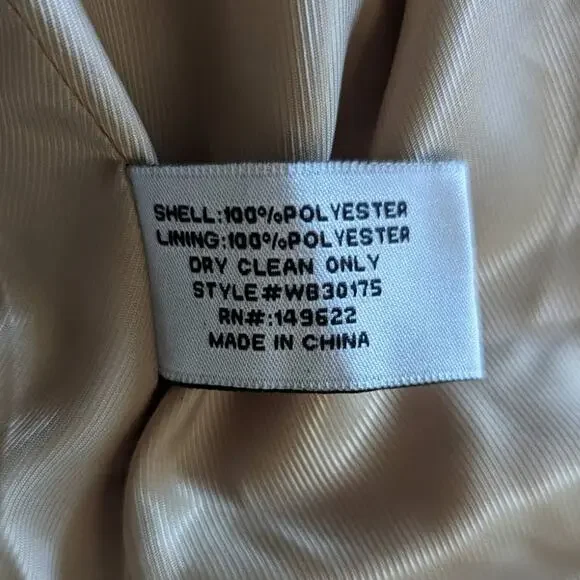 SHELL:100%POLYESTER
LINING:100%POLYESTER
DRY CLEAN ONLY
STYLE#WB30175
RN#:149622
MADE IN CHINA